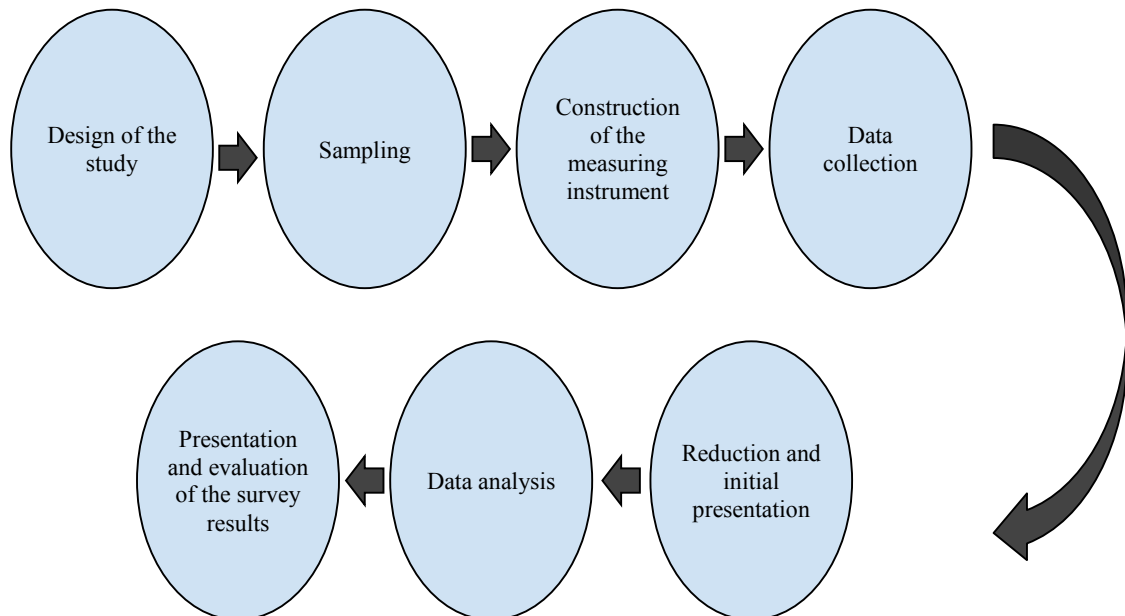 Design of the
study
Sampling
Construction
of the
measuring
instrument
Data
collection
Reduction and
initial
presentation
Data analysis
Presentation
and evaluation
of the survey
results